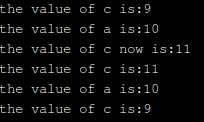 the value of c is:9
the value of a is:10
the value of c now is:11
the value of c is:11
the value of a is:10
the value of c is:9